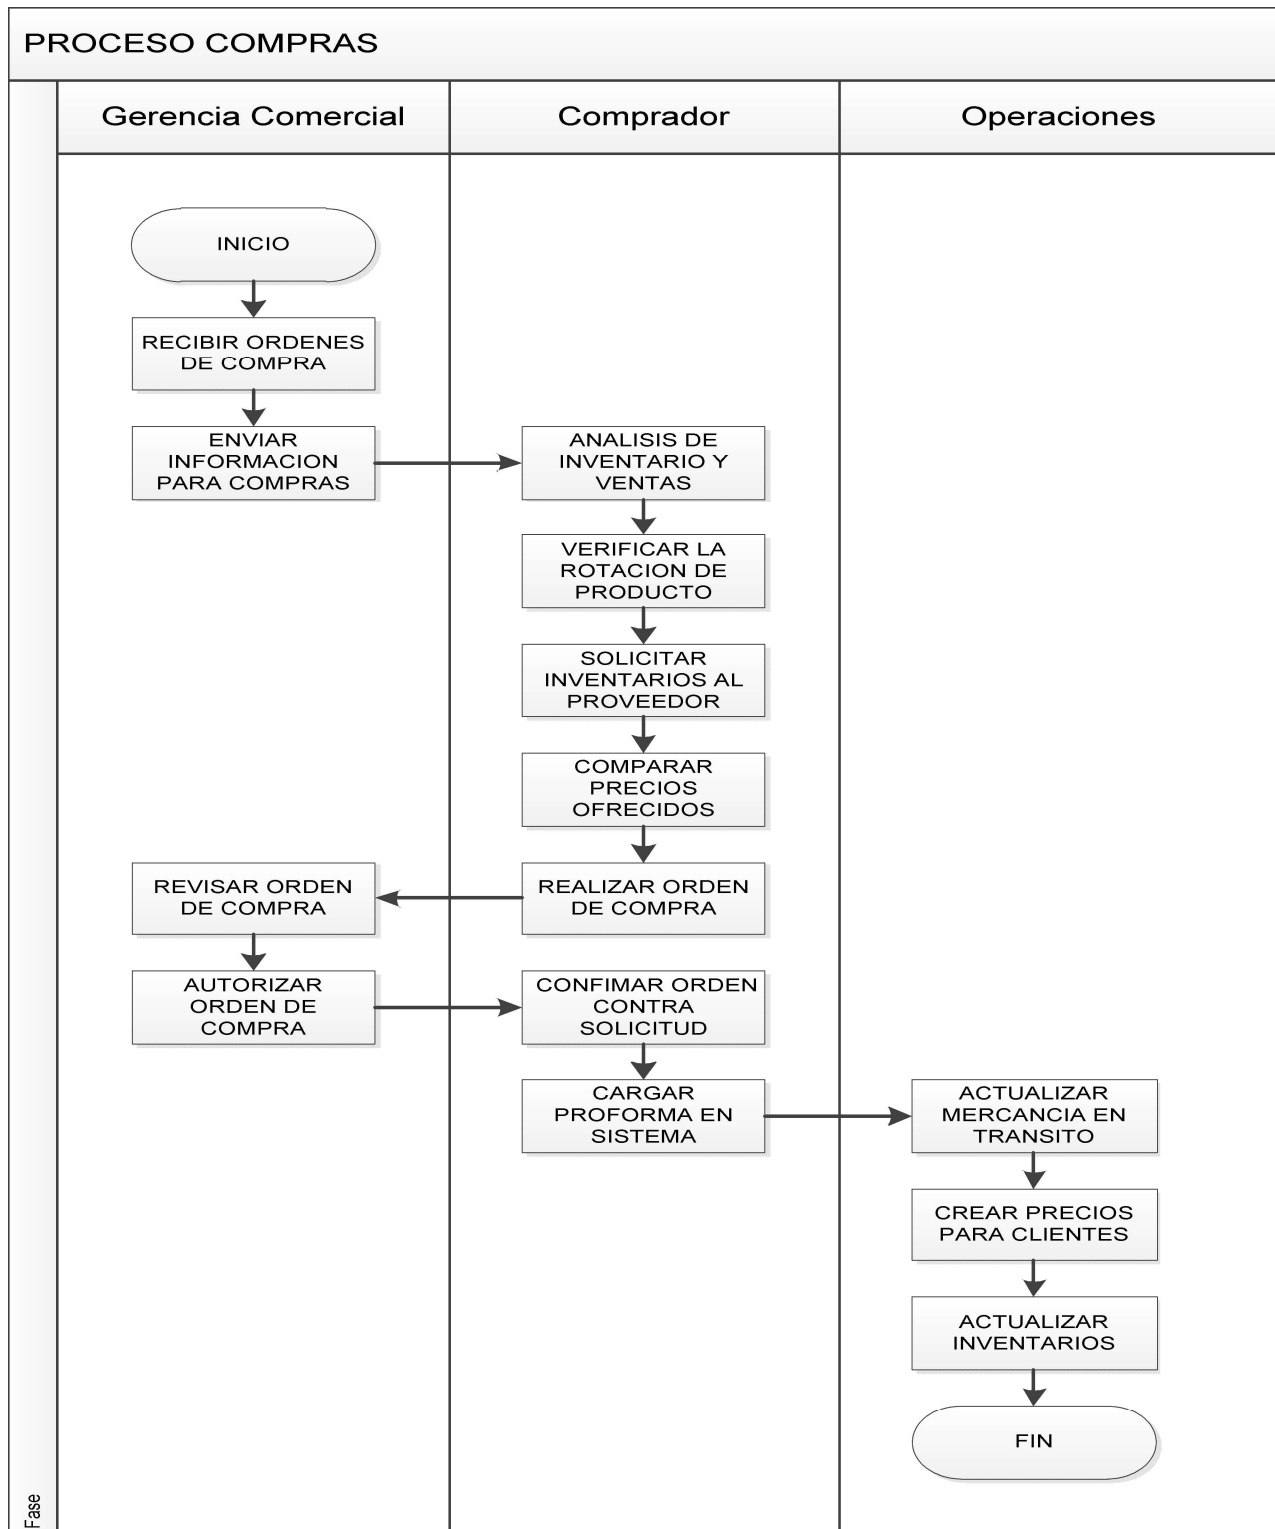 PROCESO COMPRAS
Gerencia Comercial
Comprador
Operaciones
INICIO
RECIBIR ORDENES
DE COMPRA
ENVIAR
INFORMACION
PARA COMPRAS
ANALISIS DE
INVENTARIO Y
VENTAS
VERIFICAR LA
ROTACION DE
PRODUCTO
SOLICITAR
INVENTARIOS AL
PROVEEDOR
COMPARAR
PRECIOS
OFRECIDOS
REALIZAR ORDEN
DE COMPRA
REVISAR ORDEN
DE COMPRA
AUTORIZAR
ORDEN DE
COMPRA
CONFIMAR ORDEN
CONTRA
SOLICITUD
CARGAR
PROFORMA EN
SISTEMA
ACTUALIZAR
MERCANCIA EN
TRANSITO
CREAR PRECIOS
PARA CLIENTES
ACTUALIZAR
INVENTARIOS
FIN
Fase